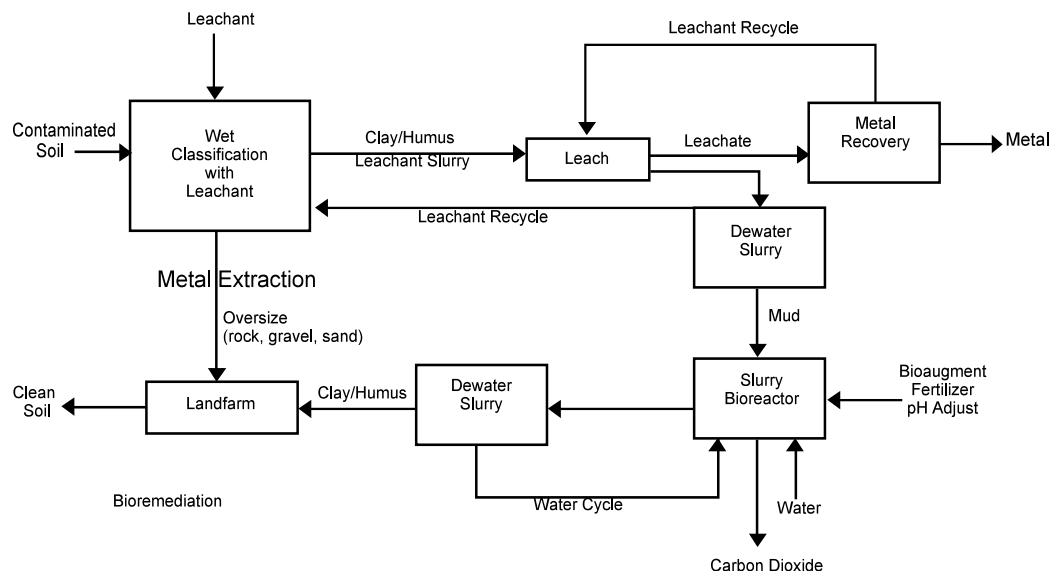 Leachant
Leachant Recycle
Contaminated
Soil
Wet
Classification
with
Leachant
Clay/Humus
Leachant Slurry
Leach
Leachate
Metal
Recovery
Metal
Leachant Recycle
Dewater
Slurry
Metal Extraction
Oversize
(rock, gravel, sand)
Mud
Clean
Soil
Landfarm
Clay/Humus
Dewater
Slurry
Slurry
Bioreactor
Bioaugment
Fertilizer
pH Adjust
Bioremediation
Water Cycle
Water
Carbon Dioxide